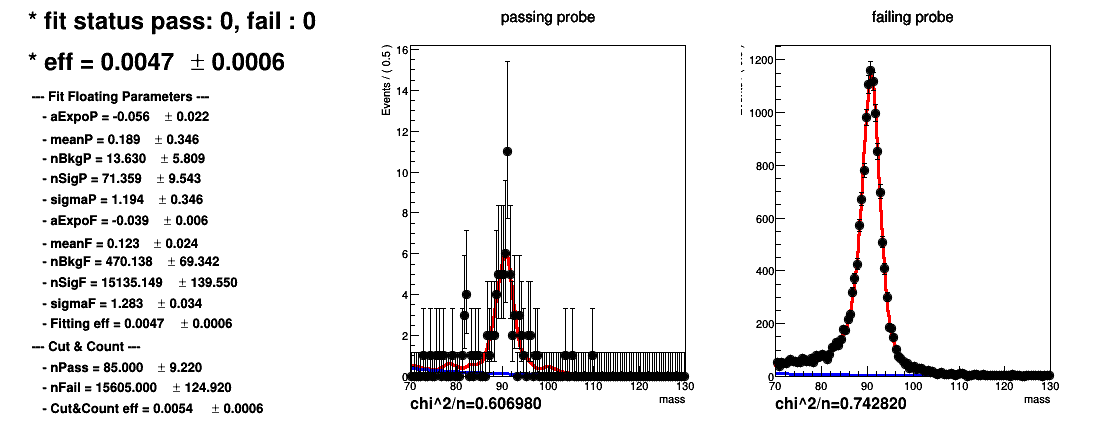 * fit status pass: 0, fail : 0
* eff = 0.0047 ± 0.0006
--- Fit Floating Parameters ---
- aExpoP = -0.056 ± 0.022
- meanP = 0.189 ± 0.346
- nBkgP = 13.630 ± 5.809
- nSigP = 71.359 ± 9.543
- sigmaP = 1.194 ± 0.346
- aExpoF = -0.039 ± 0.006
- meanF = 0.123 ± 0.024
- nBkgF = 470.138 ± 69.342
- nSigF = 15135.149 ± 139.550
- sigmaF = 1.283 ± 0.034
- Fitting eff = 0.0047 ± 0.0006
--- Cut & Count ---
- nPass = 85.000 ± 9.220
- nFail = 15605.000 ± 124.920
- Cut&Count eff = 0.0054 ± 0.0006
passing probe
Events / ( 0.5 )
16
14
12
10
8
6
4
2
0
70 80 90 100 110 120 130
mass
chi^2/n=0.606980
failing probe
1200
1000
800
600
400
200
0
70 80 90 100 110 120 130
mass
chi^2/n=0.742820